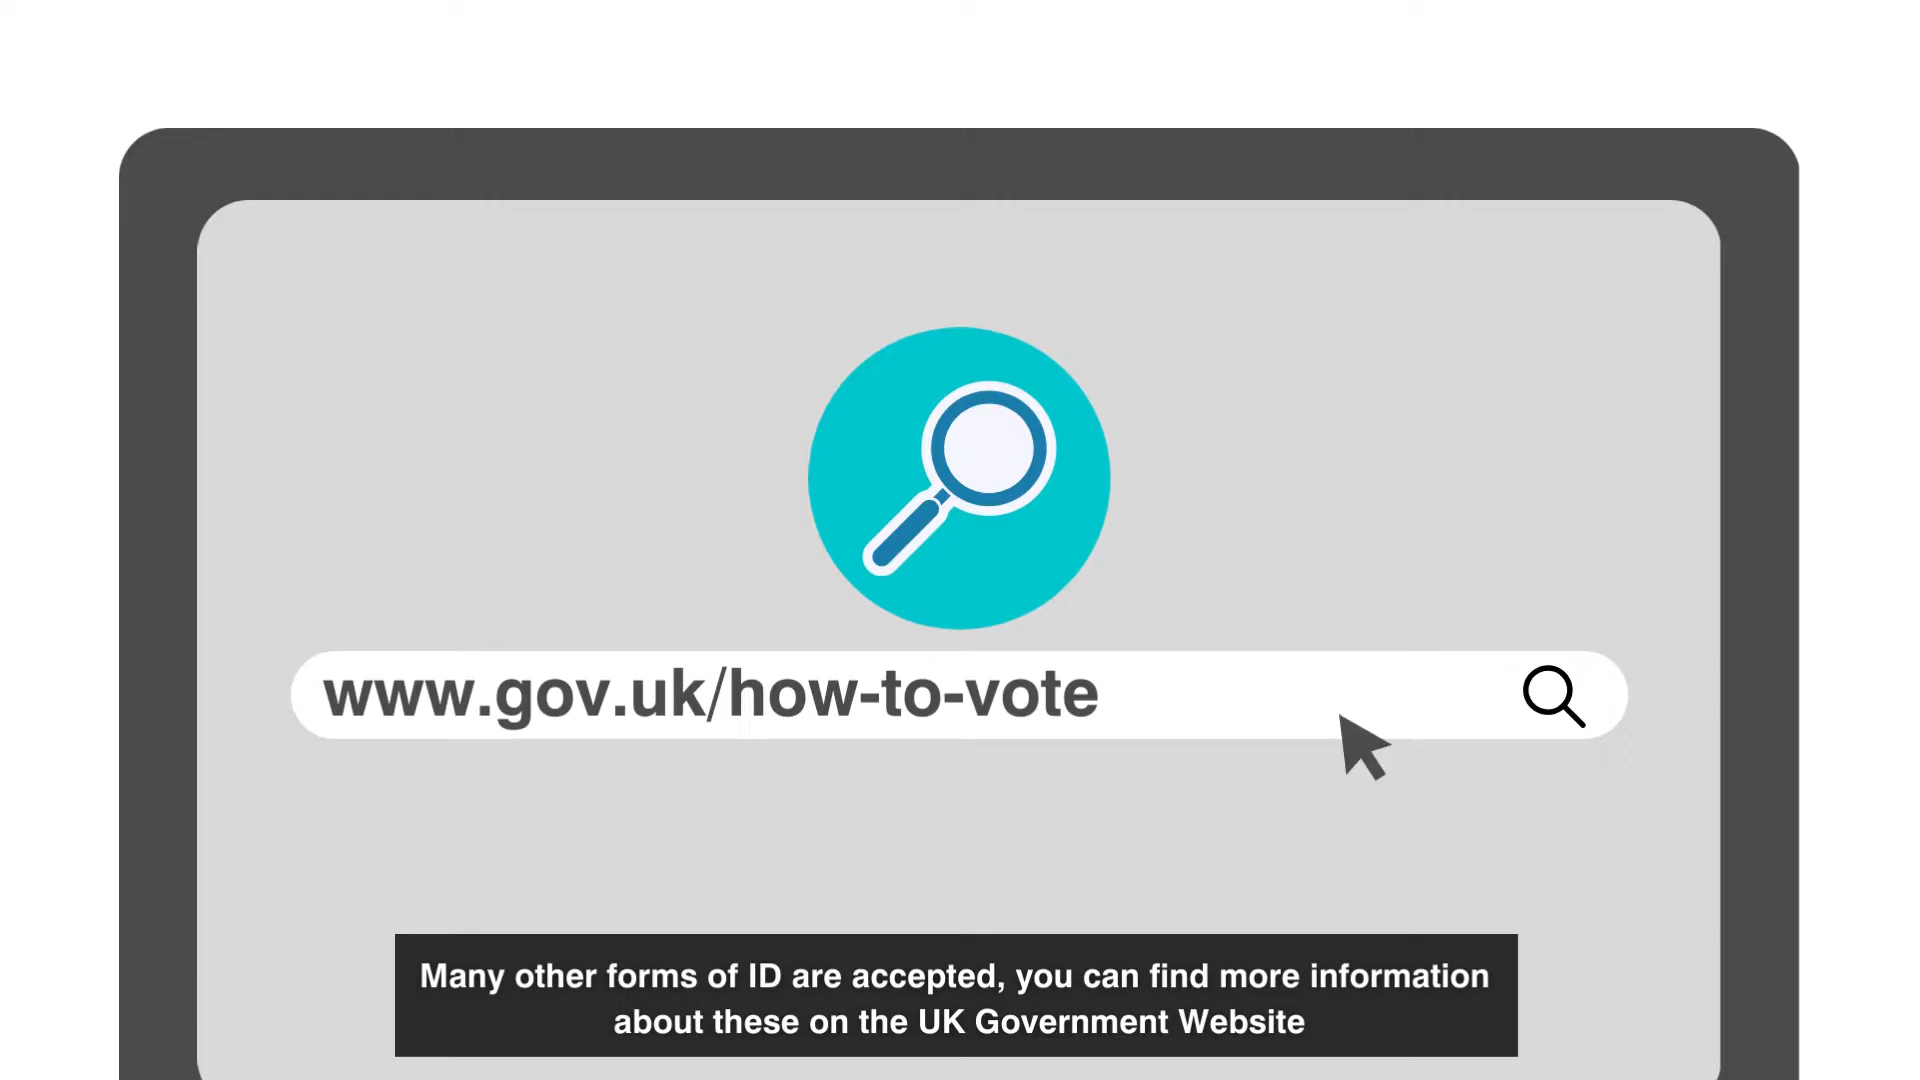 www.gov.uk/how-to-vote
Many other forms of ID are accepted, you can find more information
about these on the UK Government Website